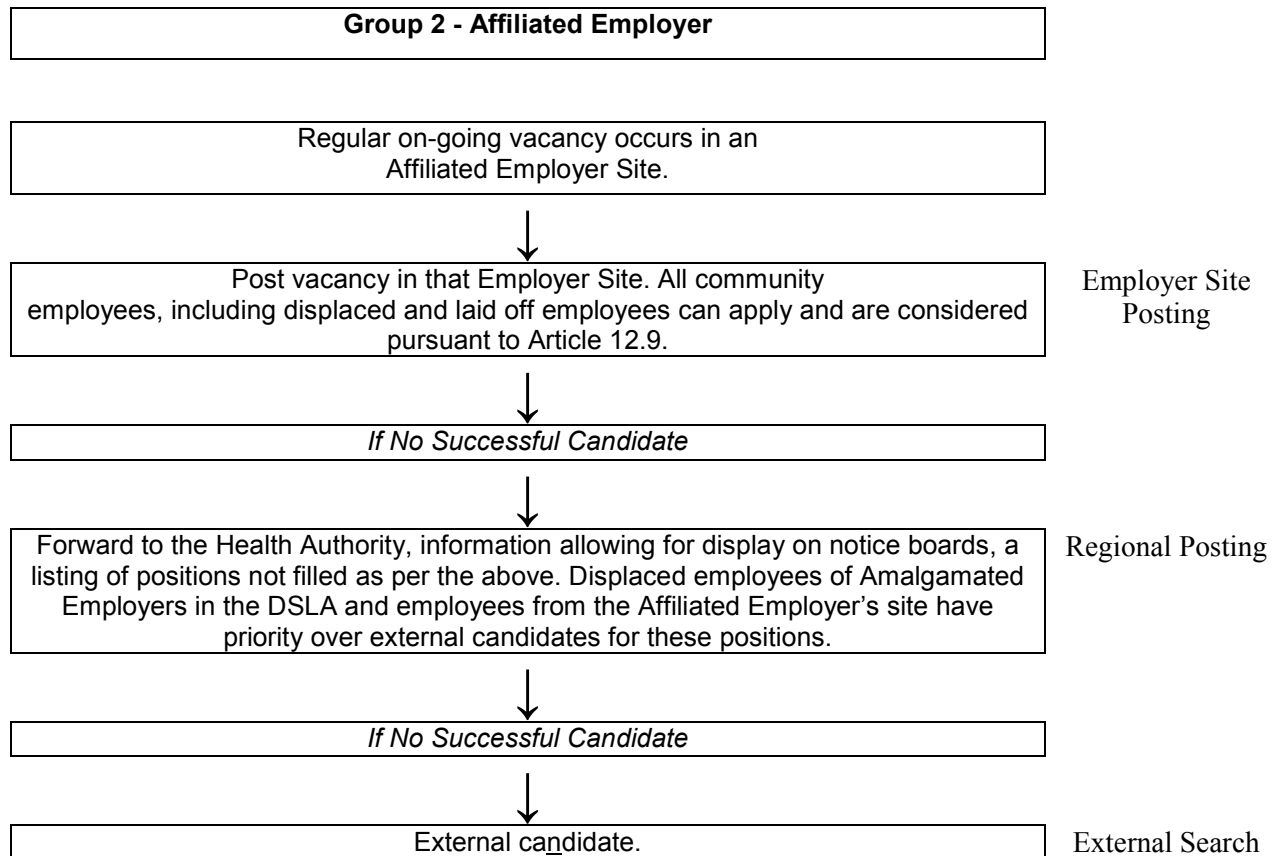 Group 2 - Affiliated Employer
Regular on-going vacancy occurs in an
Affiliated Employer Site.
Post vacancy in that Employer Site. All community
employees, including displaced and laid off employees can apply and are considered
pursuant to Article 12.9.
Employer Site
Posting
If No Successful Candidate
Forward to the Health Authority, information allowing for display on notice boards, a
listing of positions not filled as per the above. Displaced employees of Amalgamated
Employers in the DSLA and employees from the Affiliated Employer's site have
priority over external candidates for these positions.
Regional Posting
If No Successful Candidate
External candidate.
External Search